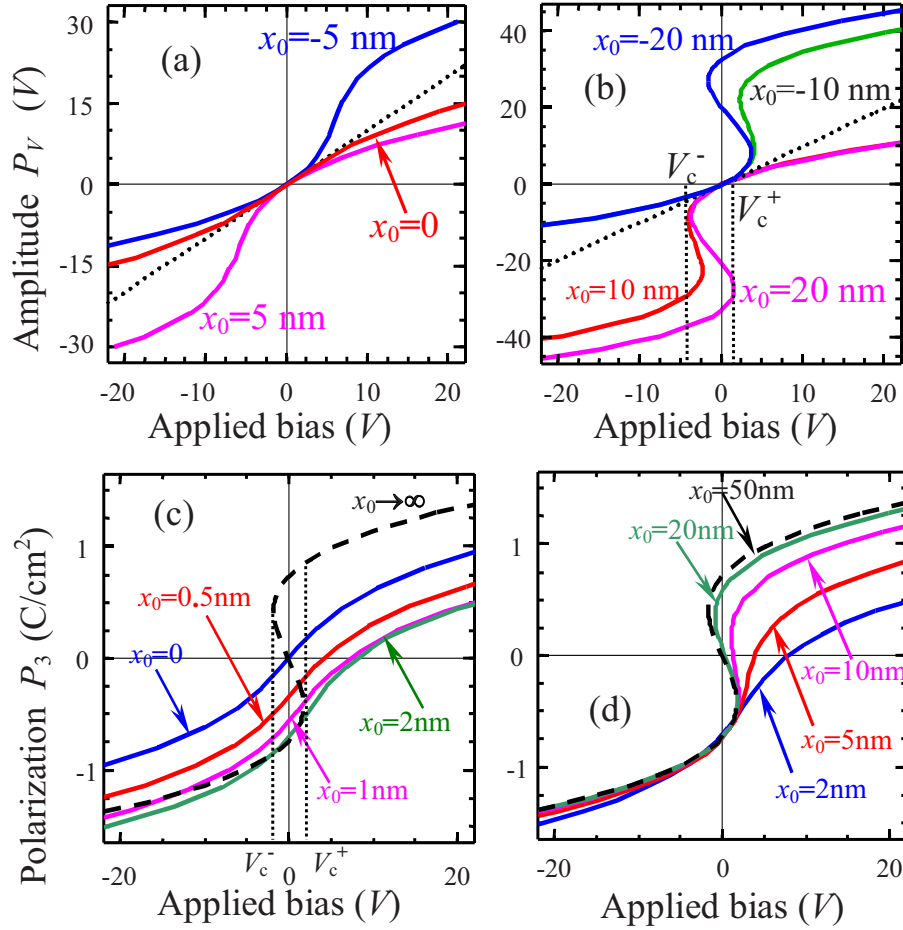 Amplitude P_V (V)
30
15
0
-15
-30
(a)
x₀=-5 nm
x₀=0
x₀=5 nm
-20
-10
0
10
20
Applied bias (V)
40
20
0
-20
-40
(b)
x₀=-20 nm
x₀=-10 nm
V_c^-
V_c^+
x₀=10 nm
x₀=20 nm
-20
-10
0
10
20
Applied bias (V)
Polarization P₃ (C/cm²)
1
0
-1
(c)
x₀→∞
x₀=0.5nm
x₀=0
x₀=2nm
x₀=1nm
-20
V_c^-
0
V_c^+
20
Applied bias (V)
1
0
-1
x₀=50nm
x₀=20nm
x₀=10nm
(d)
x₀=5nm
x₀=2nm
-20
0
20
Applied bias (V)